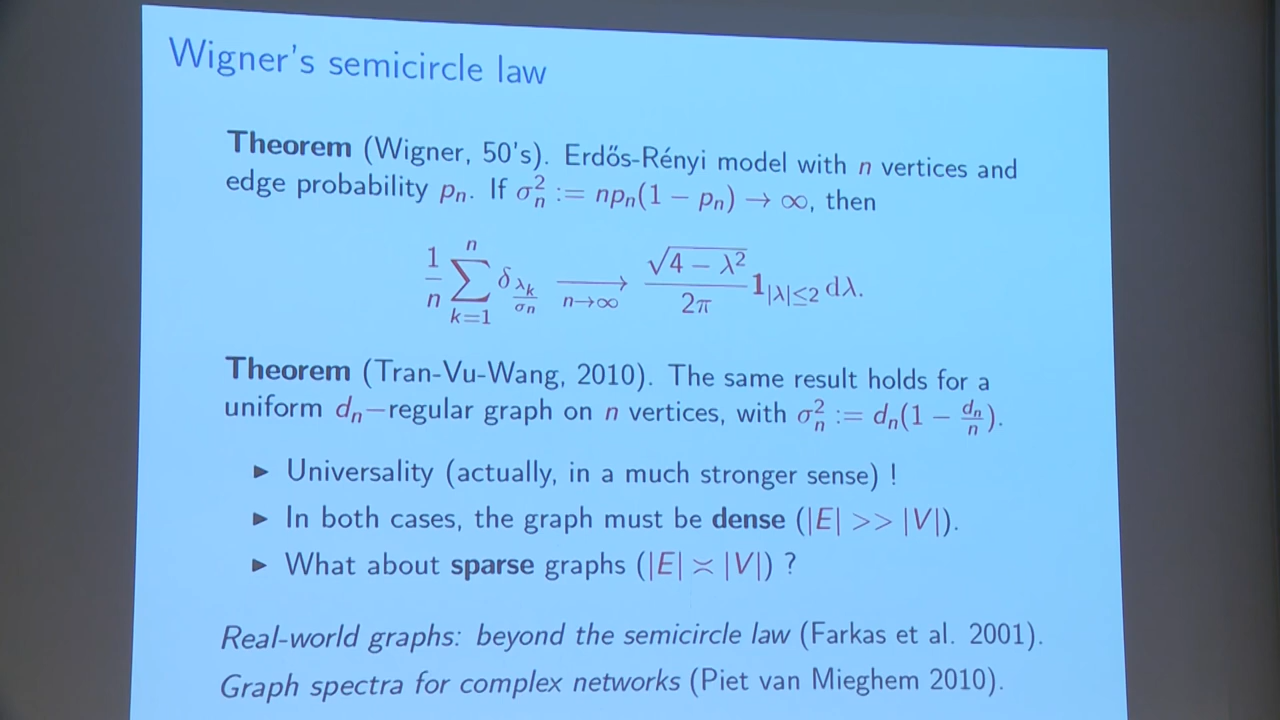 Wigner's semicircle law
Theorem (Wigner, 50's). Erdős-Rényi model with n vertices and
edge probability pₙ. If σₙ² := npₙ(1 − pₙ) → ∞, then
1/n ∑_{k=1}^{n} δ_{λₖ/σₙ} ⟶_{n→∞} √(4 − λ²)/2π 𝟏_{|λ|≤2} dλ.
Theorem (Tran-Vu-Wang, 2010). The same result holds for a
uniform dₙ−regular graph on n vertices, with σₙ² := dₙ(1 − dₙ/n).
▶ Universality (actually, in a much stronger sense) !
▶ In both cases, the graph must be dense (|E| >> |V|).
▶ What about sparse graphs (|E| ≍ |V|) ?
Real-world graphs: beyond the semicircle law (Farkas et al. 2001).
Graph spectra for complex networks (Piet van Mieghem 2010).